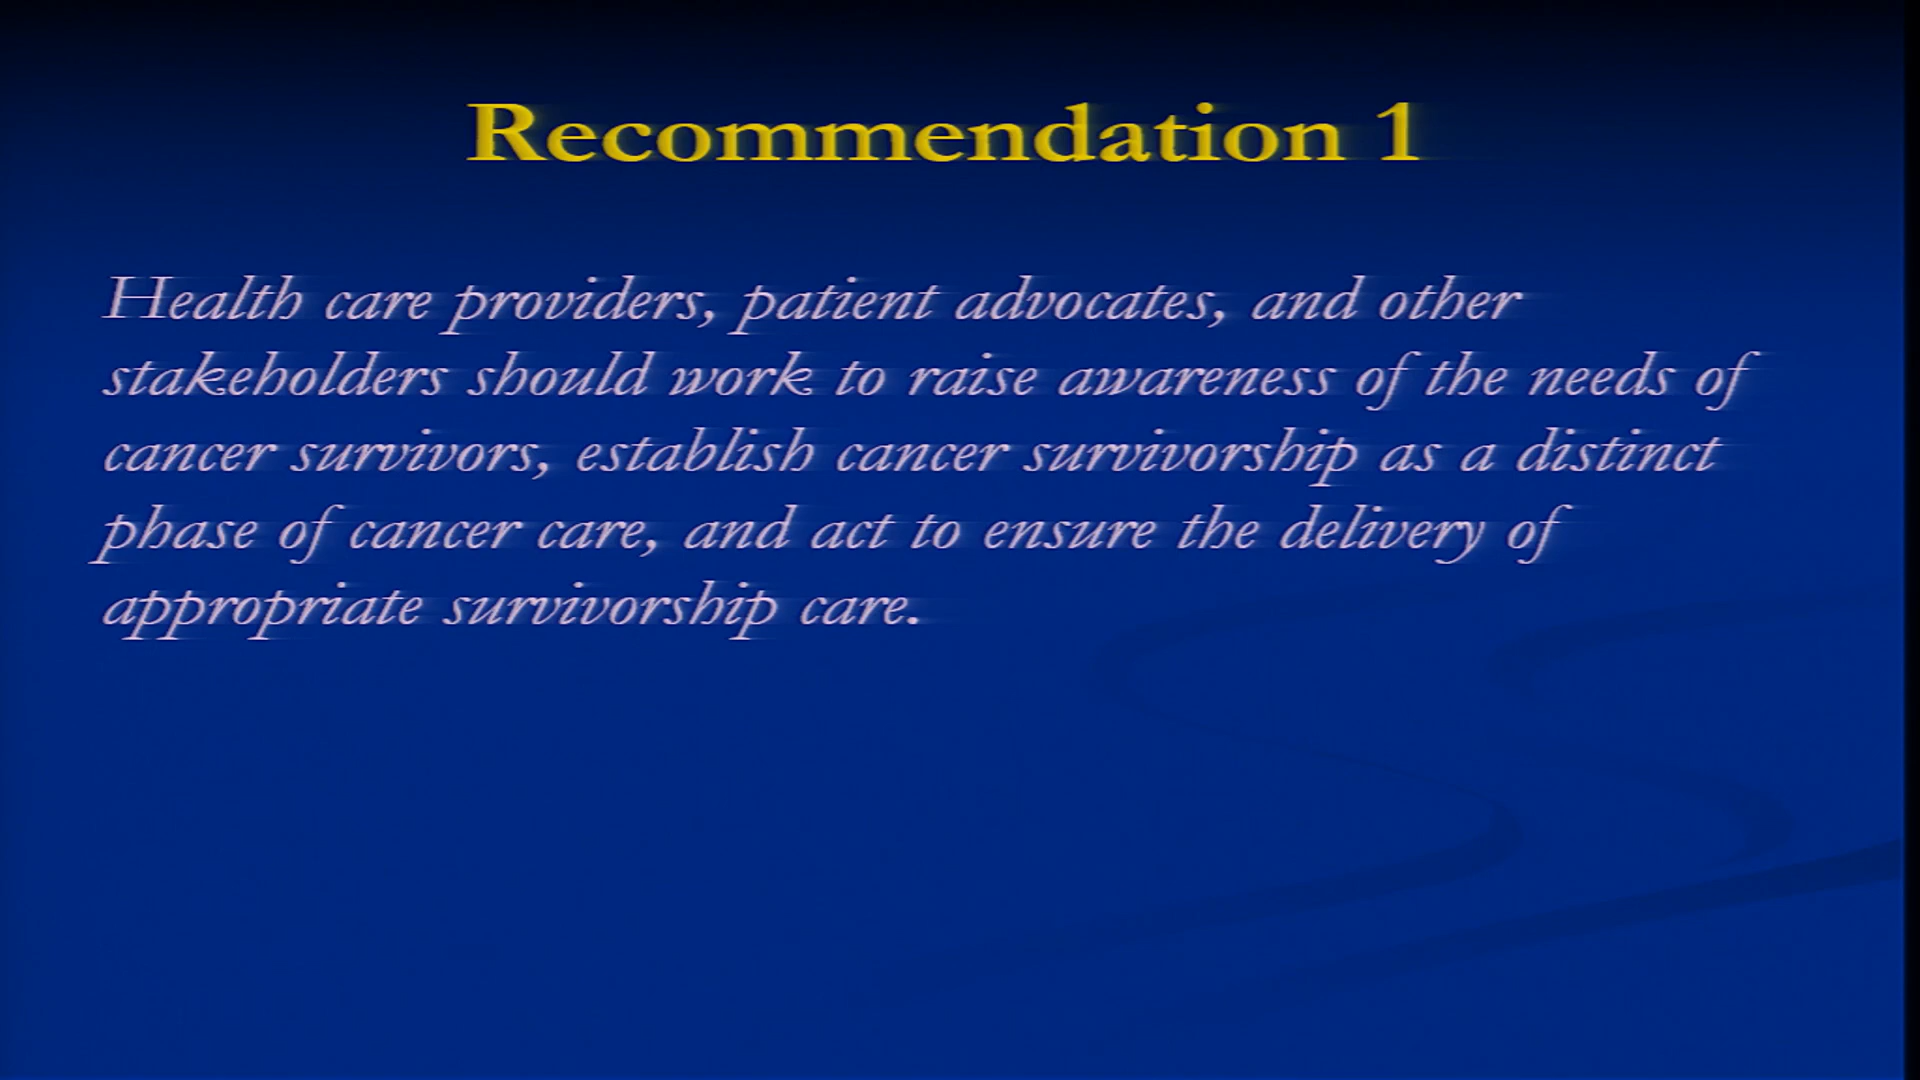 Recommendation 1
Health care providers, patient advocates, and other
stakeholders should work to raise awareness of the needs of
cancer survivors, establish cancer survivorship as a distinct
phase of cancer care, and act to ensure the delivery of
appropriate survivorship care.